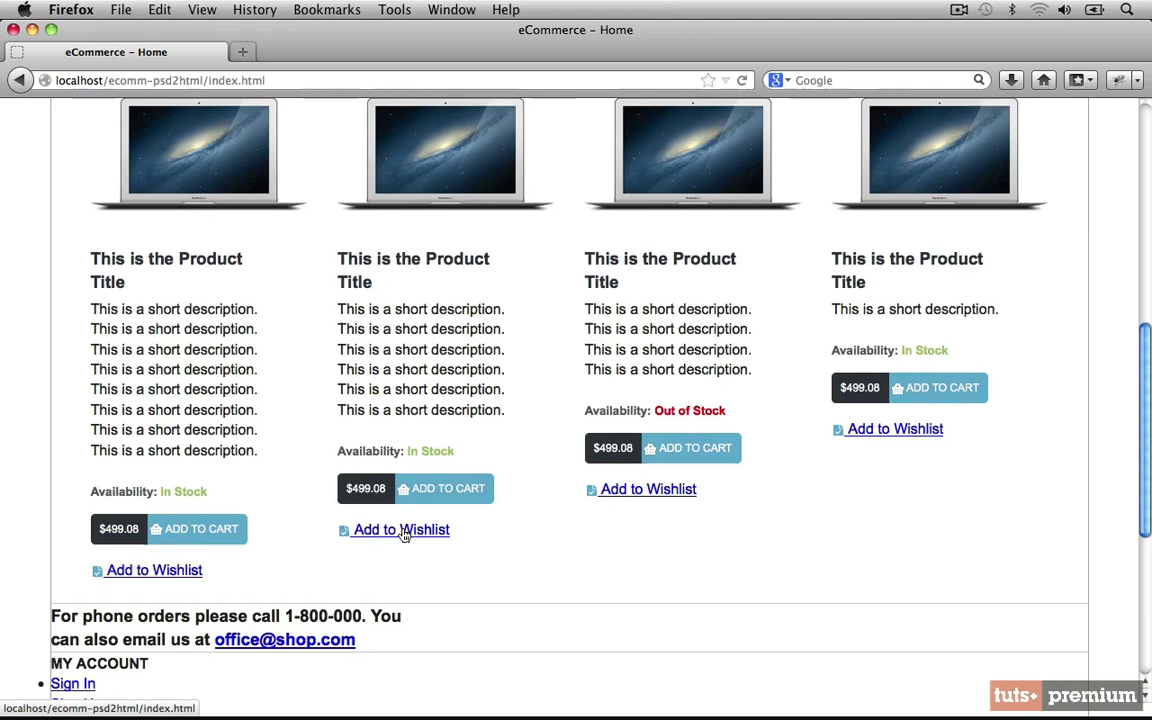 Firefox File Edit View History Bookmarks Tools Window Help
eCommerce – Home
eCommerce – Home
localhost/ecomm-psd2html/index.html
Google
This is the Product
Title
This is a short description.
This is a short description.
This is a short description.
This is a short description.
This is a short description.
This is a short description.
This is a short description.
This is a short description.
Availability: In Stock
$499.08 ADD TO CART
Add to Wishlist
This is the Product
Title
This is a short description.
This is a short description.
This is a short description.
This is a short description.
This is a short description.
This is a short description.
Availability: In Stock
$499.08 ADD TO CART
Add to Wishlist
This is the Product
Title
This is a short description.
This is a short description.
This is a short description.
This is a short description.
Availability: Out of Stock
$499.08 ADD TO CART
Add to Wishlist
This is the Product
Title
This is a short description.
Availability: In Stock
$499.08 ADD TO CART
Add to Wishlist
For phone orders please call 1-800-000. You
can also email us at office@shop.com
MY ACCOUNT
Sign In
localhost/ecomm-psd2html/index.html
tuts+ premium